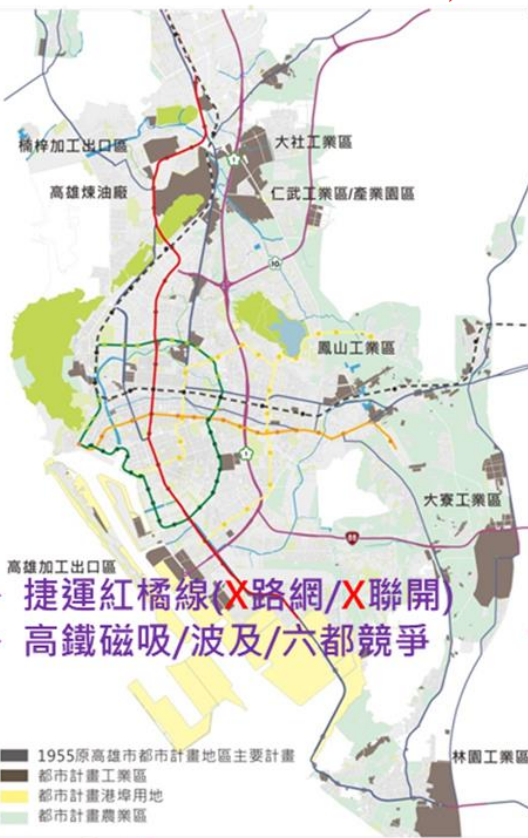 楠梓加工出口區
大社工業區
高雄煉油廠
仁武工業區/產業園區
1
10
鳳山工業區
1
大寮工業區
88
高雄加工出口區
捷運紅橘線(X路網/X聯開)
高鐵磁吸/波及/六都競爭
林園工業區
1955原高雄市都市計畫地區主要計畫
都市計畫工業區
都市計畫港埠用地
都市計畫農業區